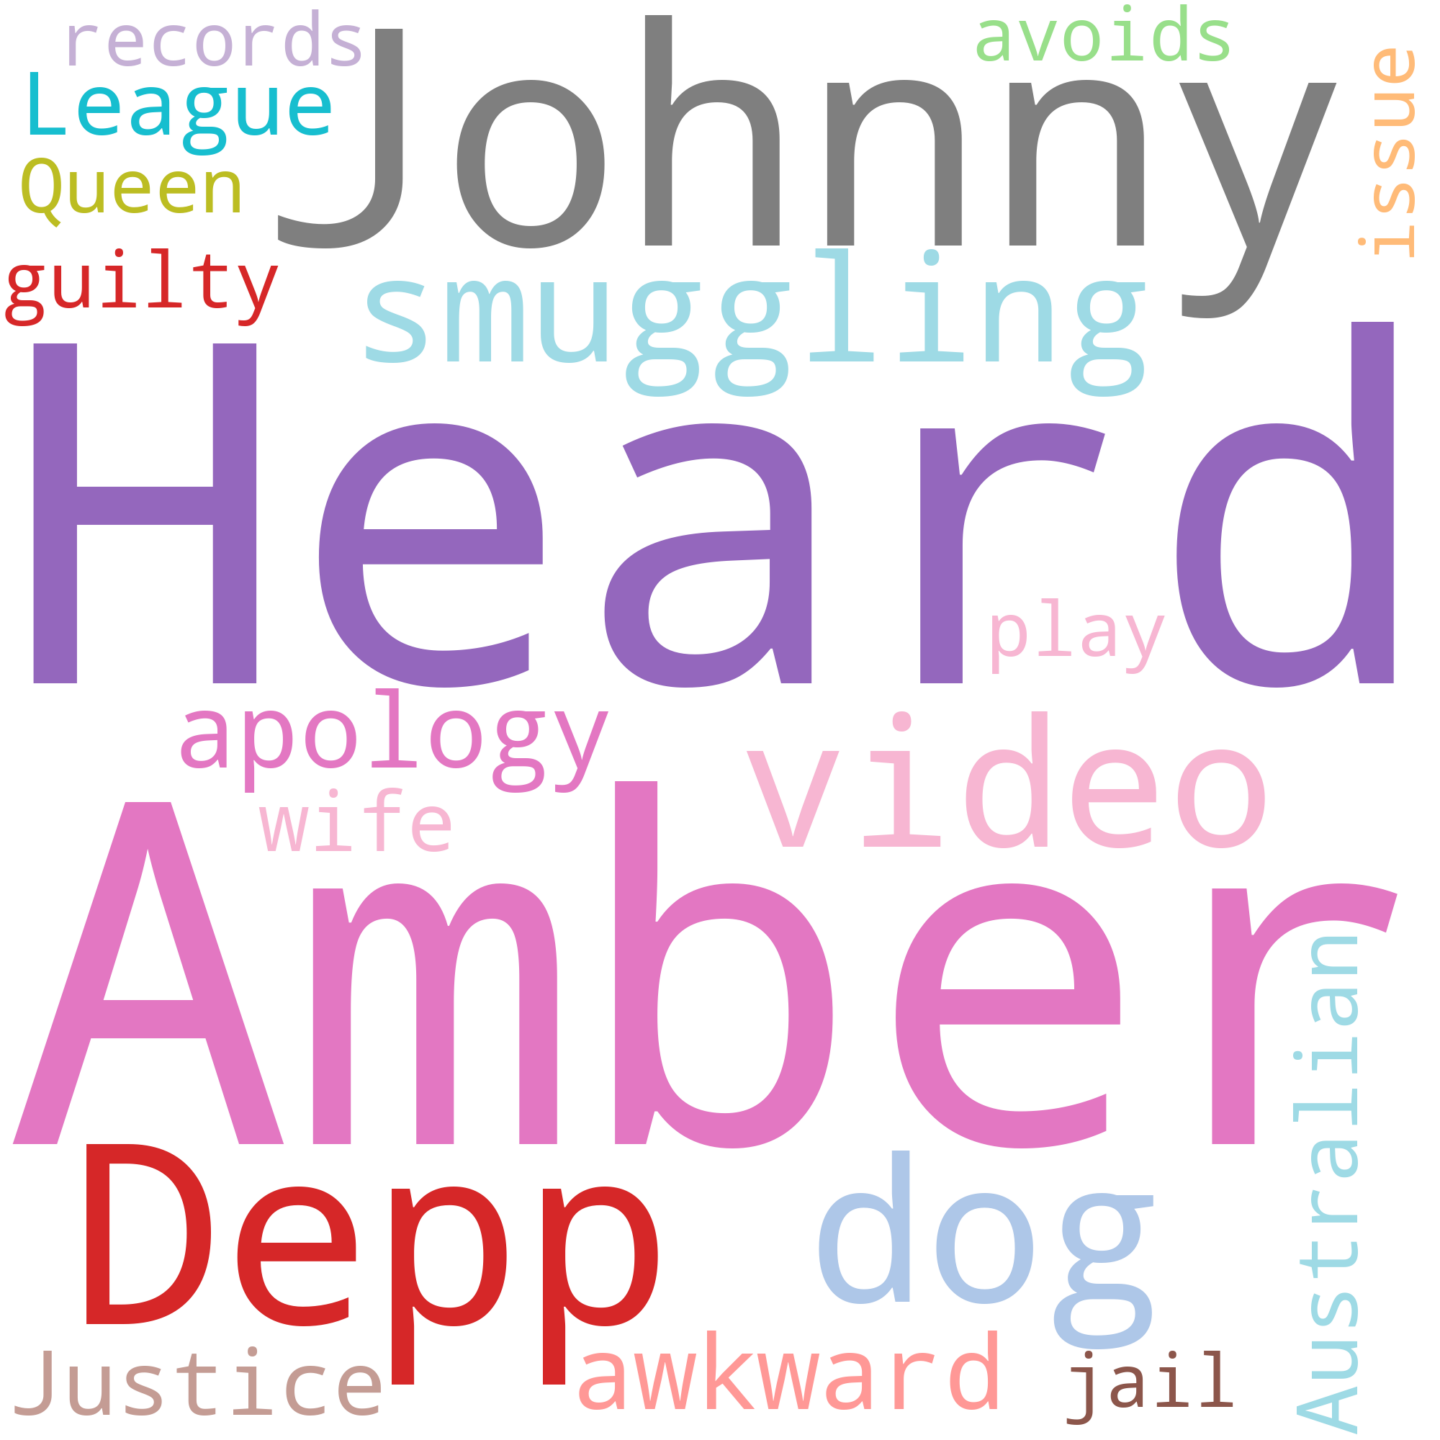 records
avoids
Johnny
issue
League
Queen
guilty
smuggling
Heard
play
apology
video
wife
Amber
Australian
Depp
dog
Justice
awkward
jail